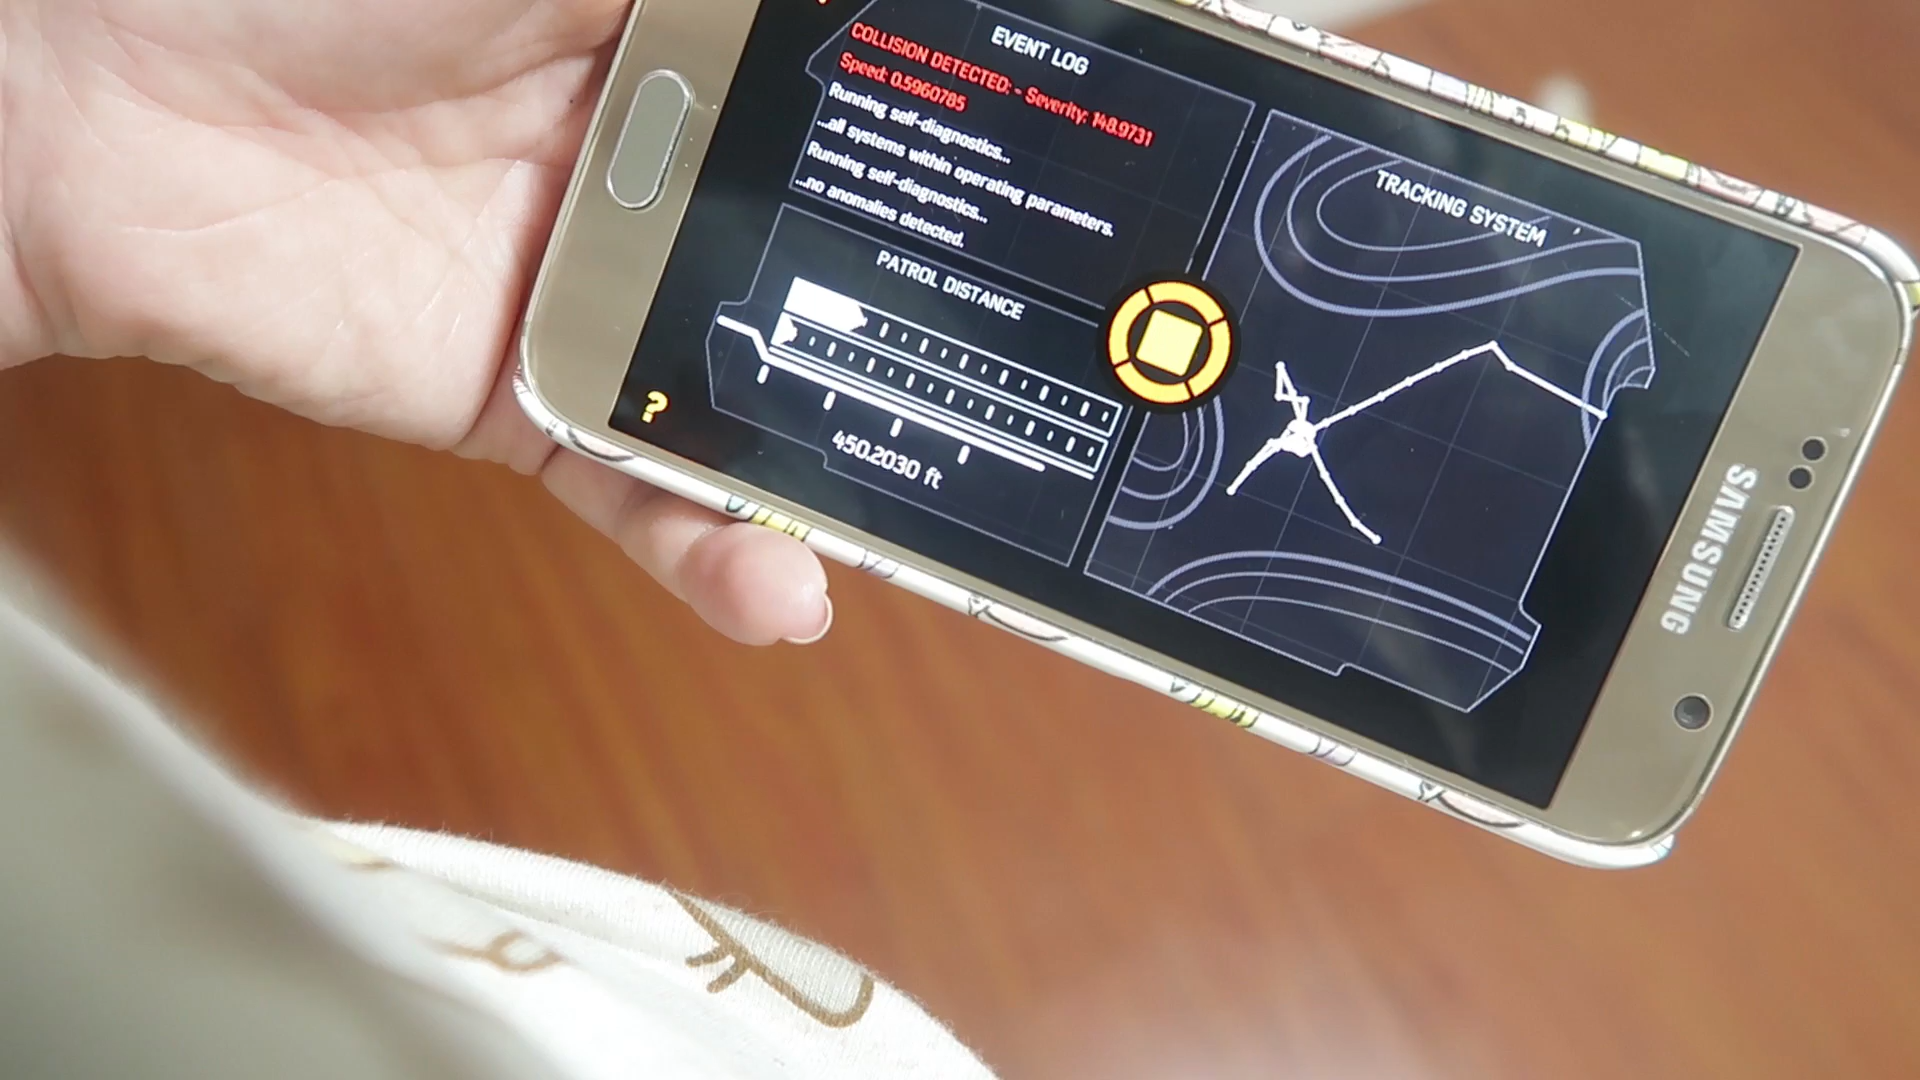 EVENT LOG
COLLISION DETECTED: - Severity: 148.9731
Speed: 0.5960785
Running self-diagnostics...
...all systems within operating parameters.
Running self-diagnostics...
...no anomalies detected.
PATROL DISTANCE
450.2030 ft
?
TRACKING SYSTEM
SAMSUNG